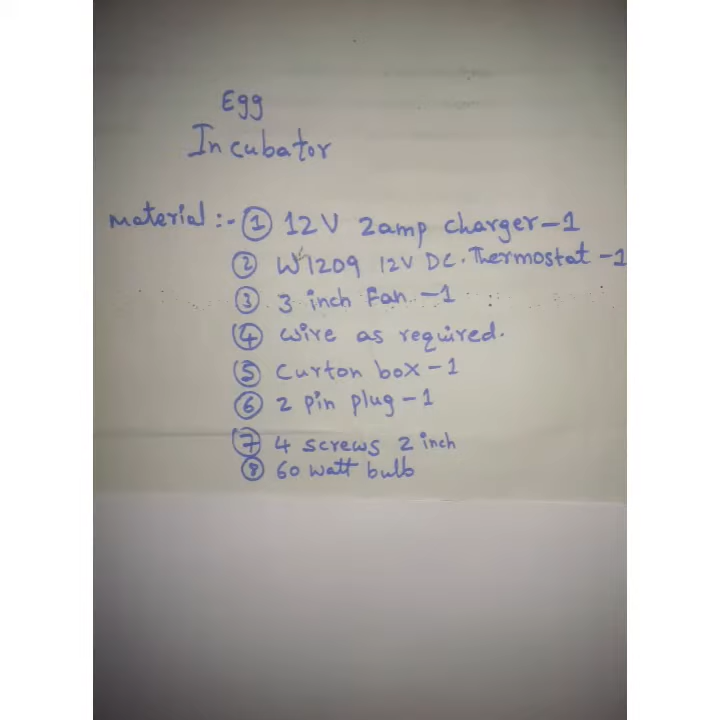 Egg
Incubator
Material :- ① 12V 2amp charger-1
② W1209 12V DC. Thermostat -1
③ 3 inch Fan -1
④ wire as required.
⑤ Curton box -1
⑥ 2 pin plug -1
⑦ 4 screws 2 inch
⑧ 60 watt bulb